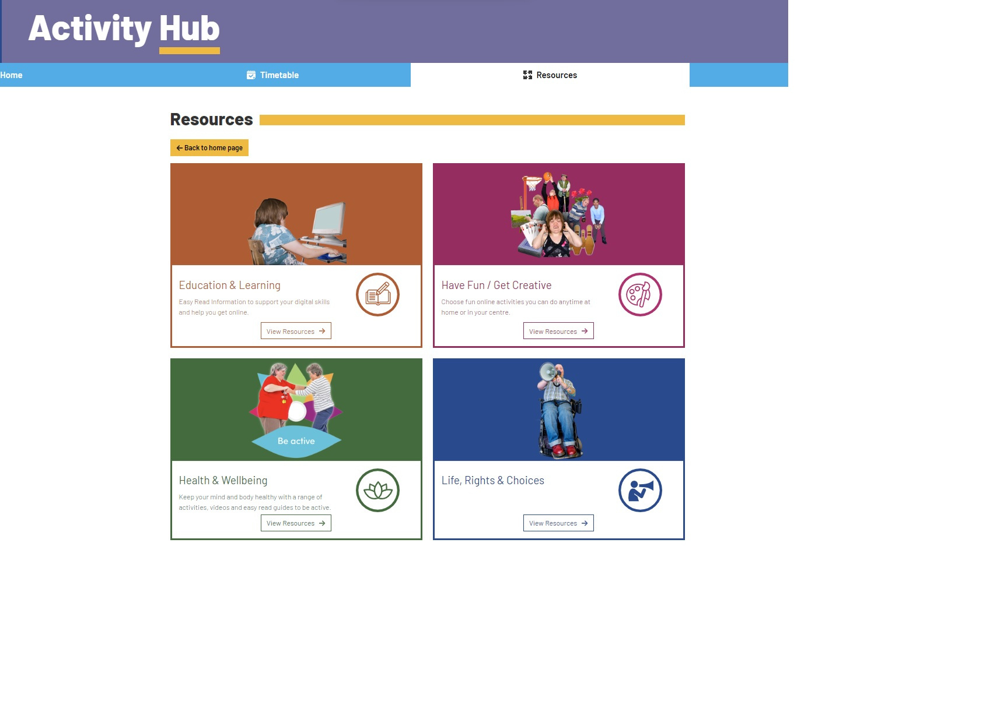 Activity Hub
Home
Timetable
Resources
Resources
Back to home page
Education & Learning
Easy Read Information to support your digital skills
and help you get online.
View Resources
Have Fun / Get Creative
Choose fun online activities you can do anytime at
home or in your centre.
View Resources
Be active
Health & Wellbeing
Keep your mind and body healthy with a range of
activities, videos and easy read guides to be active.
View Resources
Life, Rights & Choices
View Resources